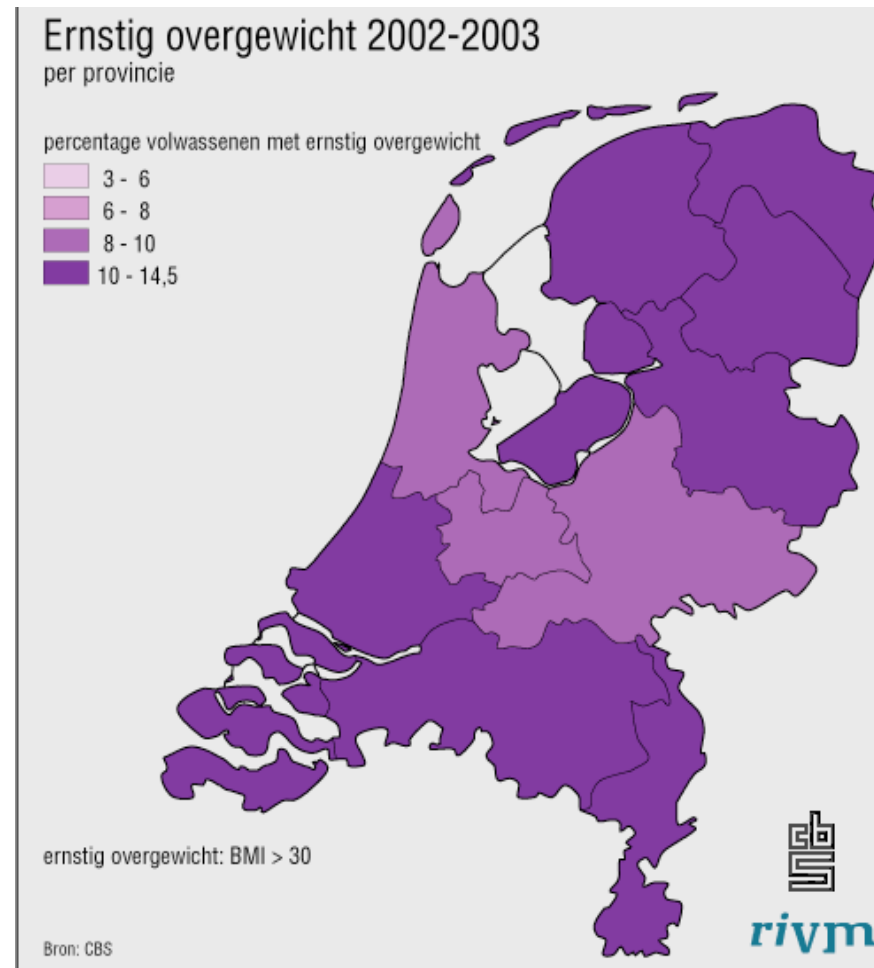 Ernstig overgewicht 2002-2003
per provincie
percentage volwassenen met ernstig overgewicht
3 - 6
6 - 8
8 - 10
10 - 14,5
ernstig overgewicht: BMI > 30
Bron: CBS
cbs
rivm